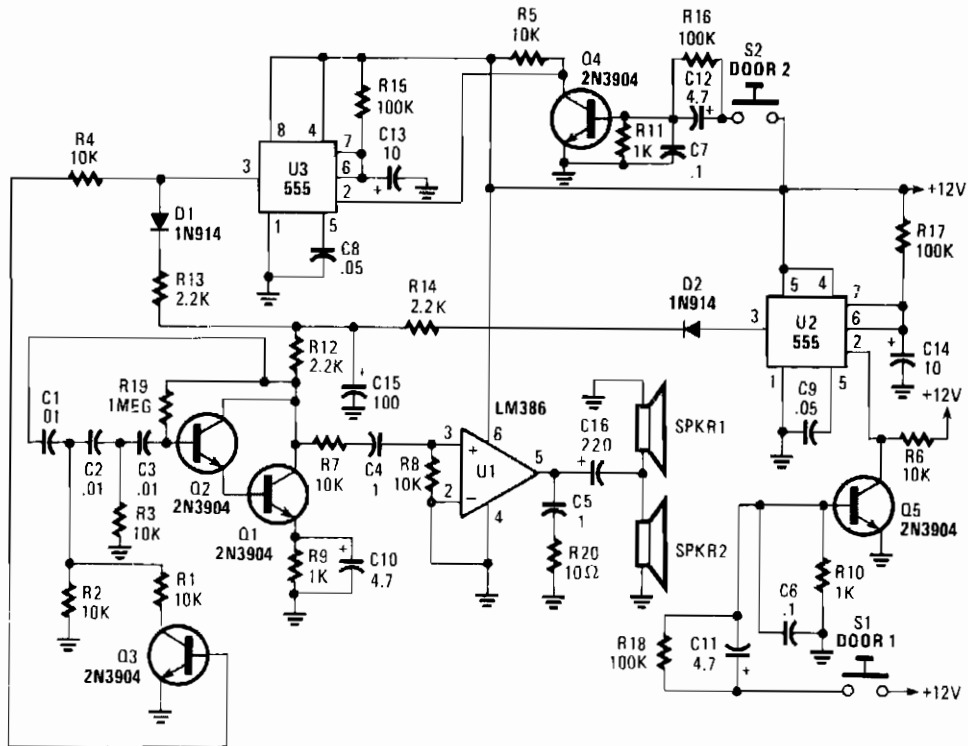 R5
10K
Q4
2N3904
R16
100K
C12
4.7
+
S2
DOOR 2
R15
100K
R11
1K
C7
.1
8
4
7
6
2
3
1
5
U3
555
C13
10
+
C8
.05
R4
10K
D1
1N914
R13
2.2K
R14
2.2K
D2
1N914
+12V
R17
100K
5
4
7
6
2
3
1
5
U2
555
+
C14
10
C9
.05
+12V
R6
10K
R12
2.2K
+
C15
100
R19
1MEG
C1
01
C2
.01
C3
.01
R3
10K
Q2
2N3904
Q1
2N3904
R7
10K
C4
1
R8
10K
LM386
3
+
2
−
U1
6
5
4
C16
220
+
SPKR1
SPKR2
C5
1
R20
10Ω
R9
1K
+
C10
4.7
R2
10K
R1
10K
Q3
2N3904
Q5
2N3904
R10
1K
C6
.1
R18
100K
C11
4.7
+
S1
DOOR 1
+12V